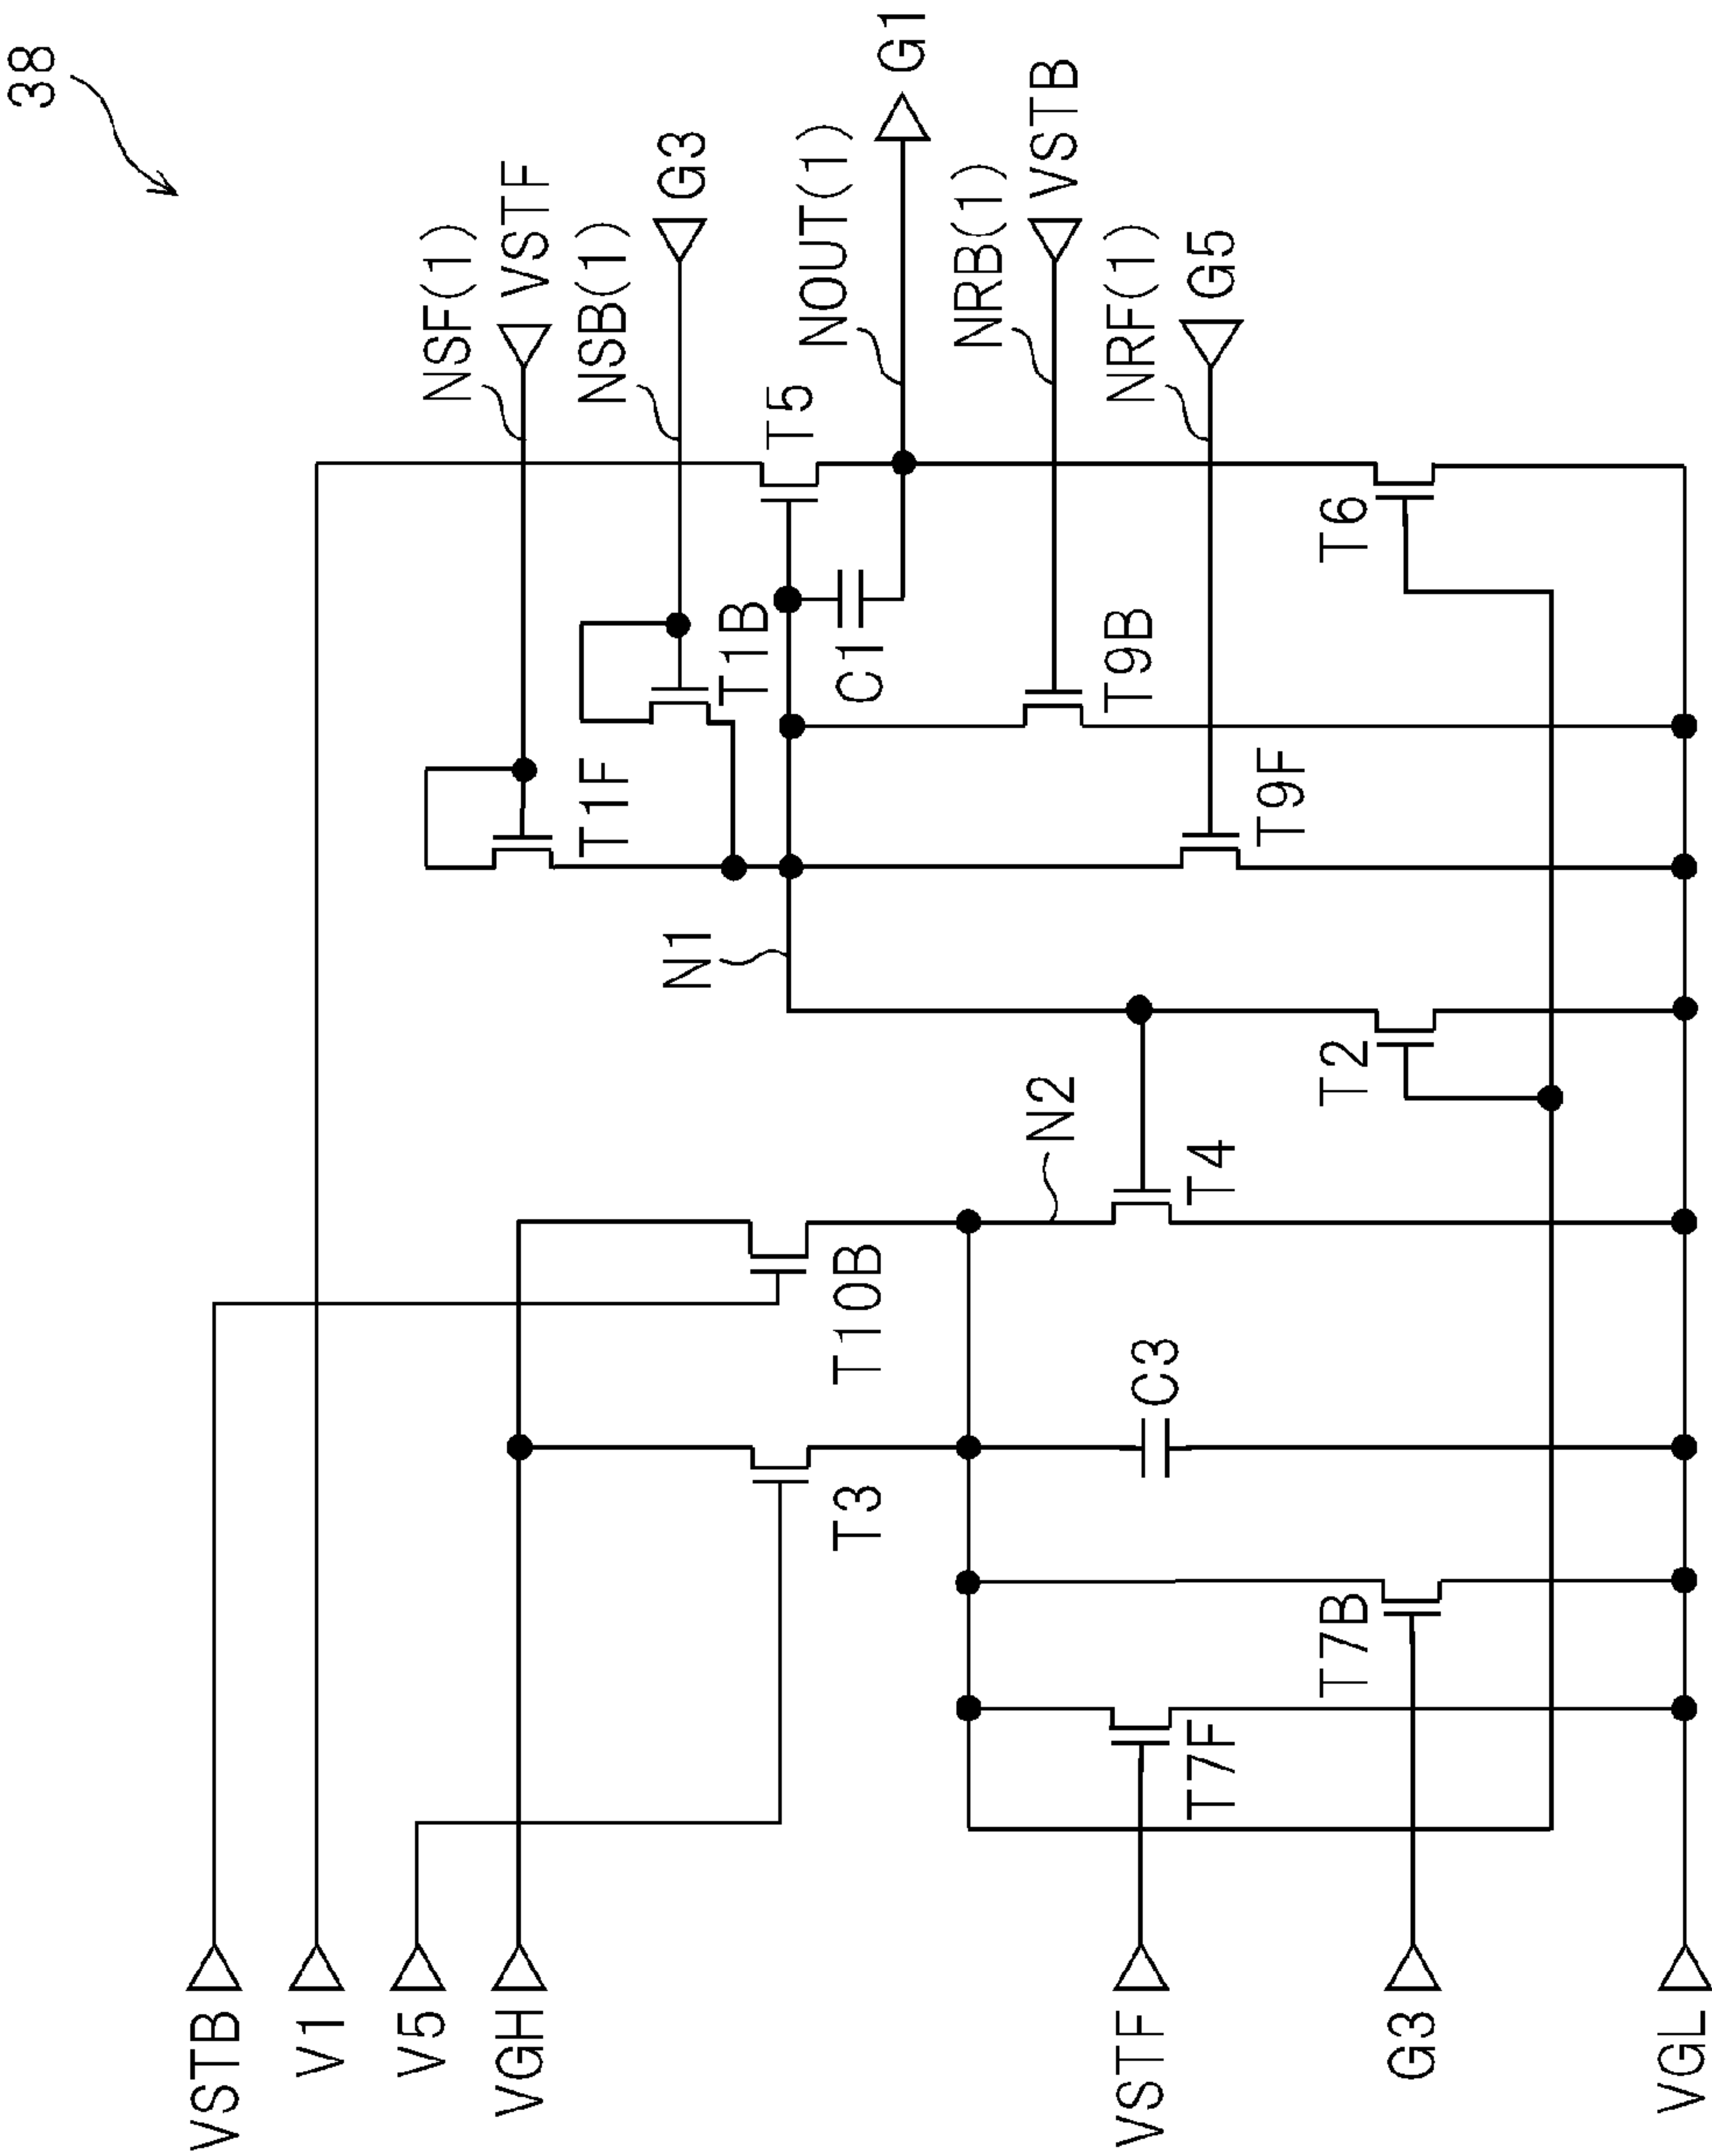 38
NSF(1)
VSTF
NSB(1)
G3
NOUT(1)
G1
NRB(1)
VSTB
NRF(1)
G5
T5
T1F
T1B
C1
T9B
T9F
T6
N1
N2
T2
T4
T10B
T3
C3
T7B
T7F
VSTB
V1
V5
VGH
VSTF
G3
VGL